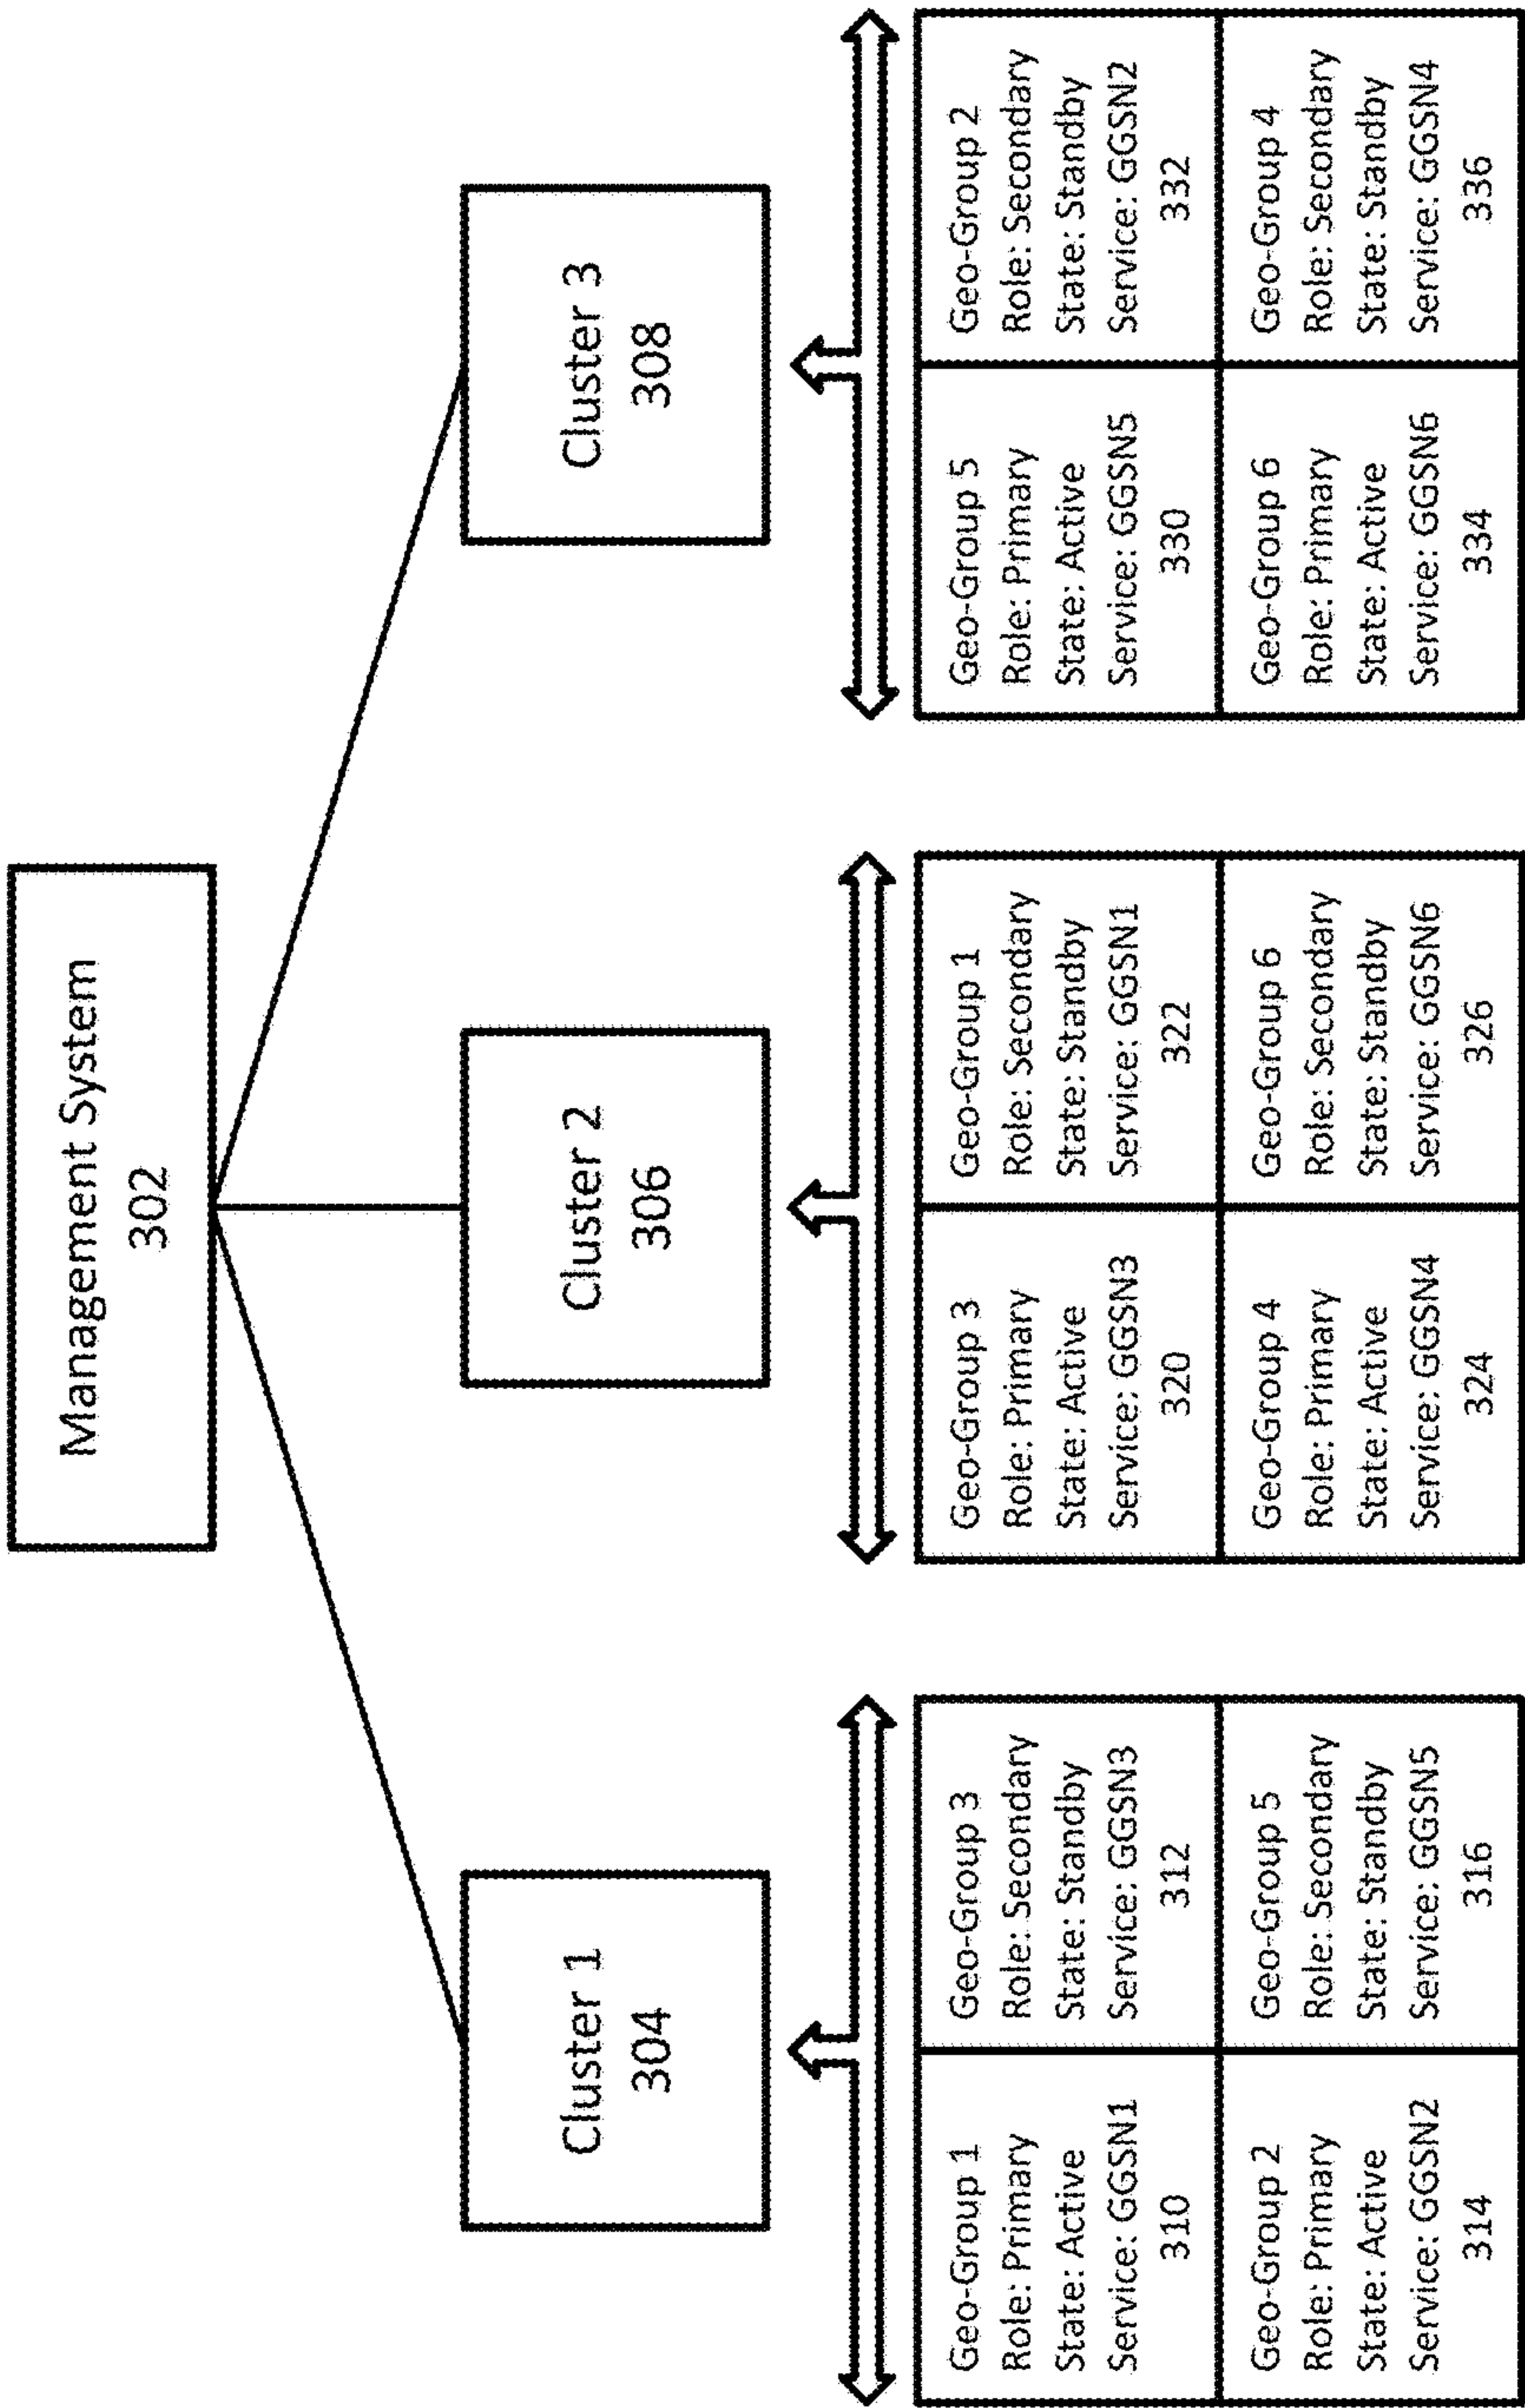 Management System
302
Cluster 1
304
Cluster 2
306
Cluster 3
308
Geo-Group 1
Role: Primary
State: Active
Service: GGSN1
310
Geo-Group 3
Role: Secondary
State: Standby
Service: GGSN3
312
Geo-Group 2
Role: Primary
State: Active
Service: GGSN2
314
Geo-Group 5
Role: Secondary
State: Standby
Service: GGSN5
316
Geo-Group 3
Role: Primary
State: Active
Service: GGSN3
320
Geo-Group 1
Role: Secondary
State: Standby
Service: GGSN1
322
Geo-Group 4
Role: Primary
State: Active
Service: GGSN4
324
Geo-Group 6
Role: Secondary
State: Standby
Service: GGSN6
326
Geo-Group 5
Role: Primary
State: Active
Service: GGSN5
330
Geo-Group 2
Role: Secondary
State: Standby
Service: GGSN2
332
Geo-Group 6
Role: Primary
State: Active
Service: GGSN6
334
Geo-Group 4
Role: Secondary
State: Standby
Service: GGSN4
336